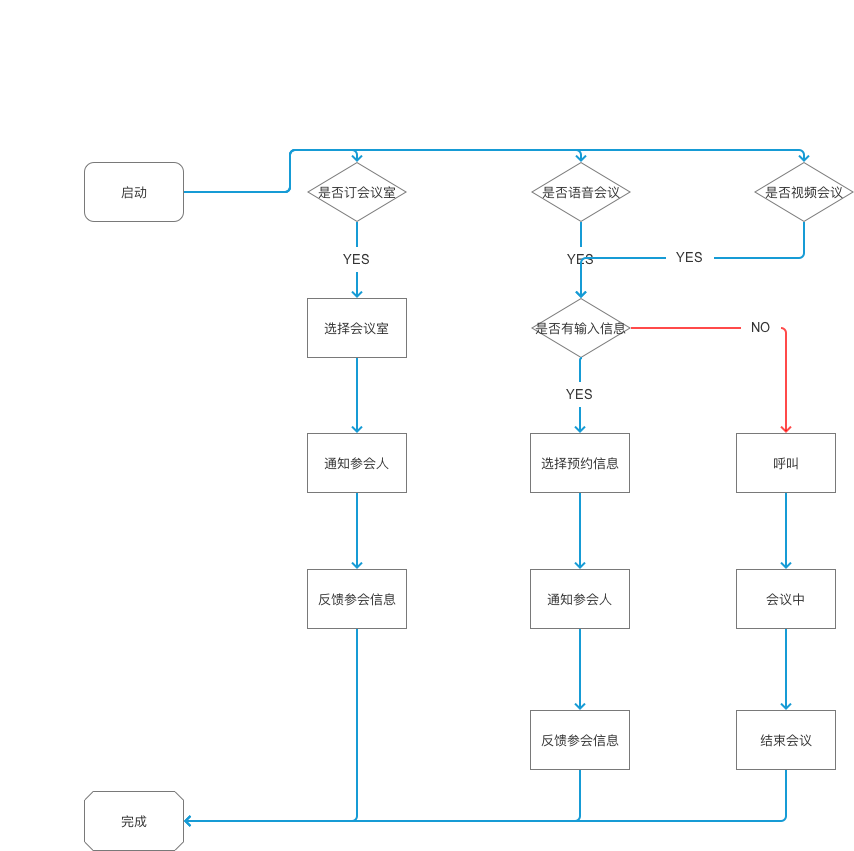 启动
是否订会议室
是否语音会议
是否视频会议
YES
YES
YES
选择会议室
是否有输入信息
NO
YES
通知参会人
选择预约信息
呼叫
反馈参会信息
通知参会人
会议中
反馈参会信息
结束会议
完成